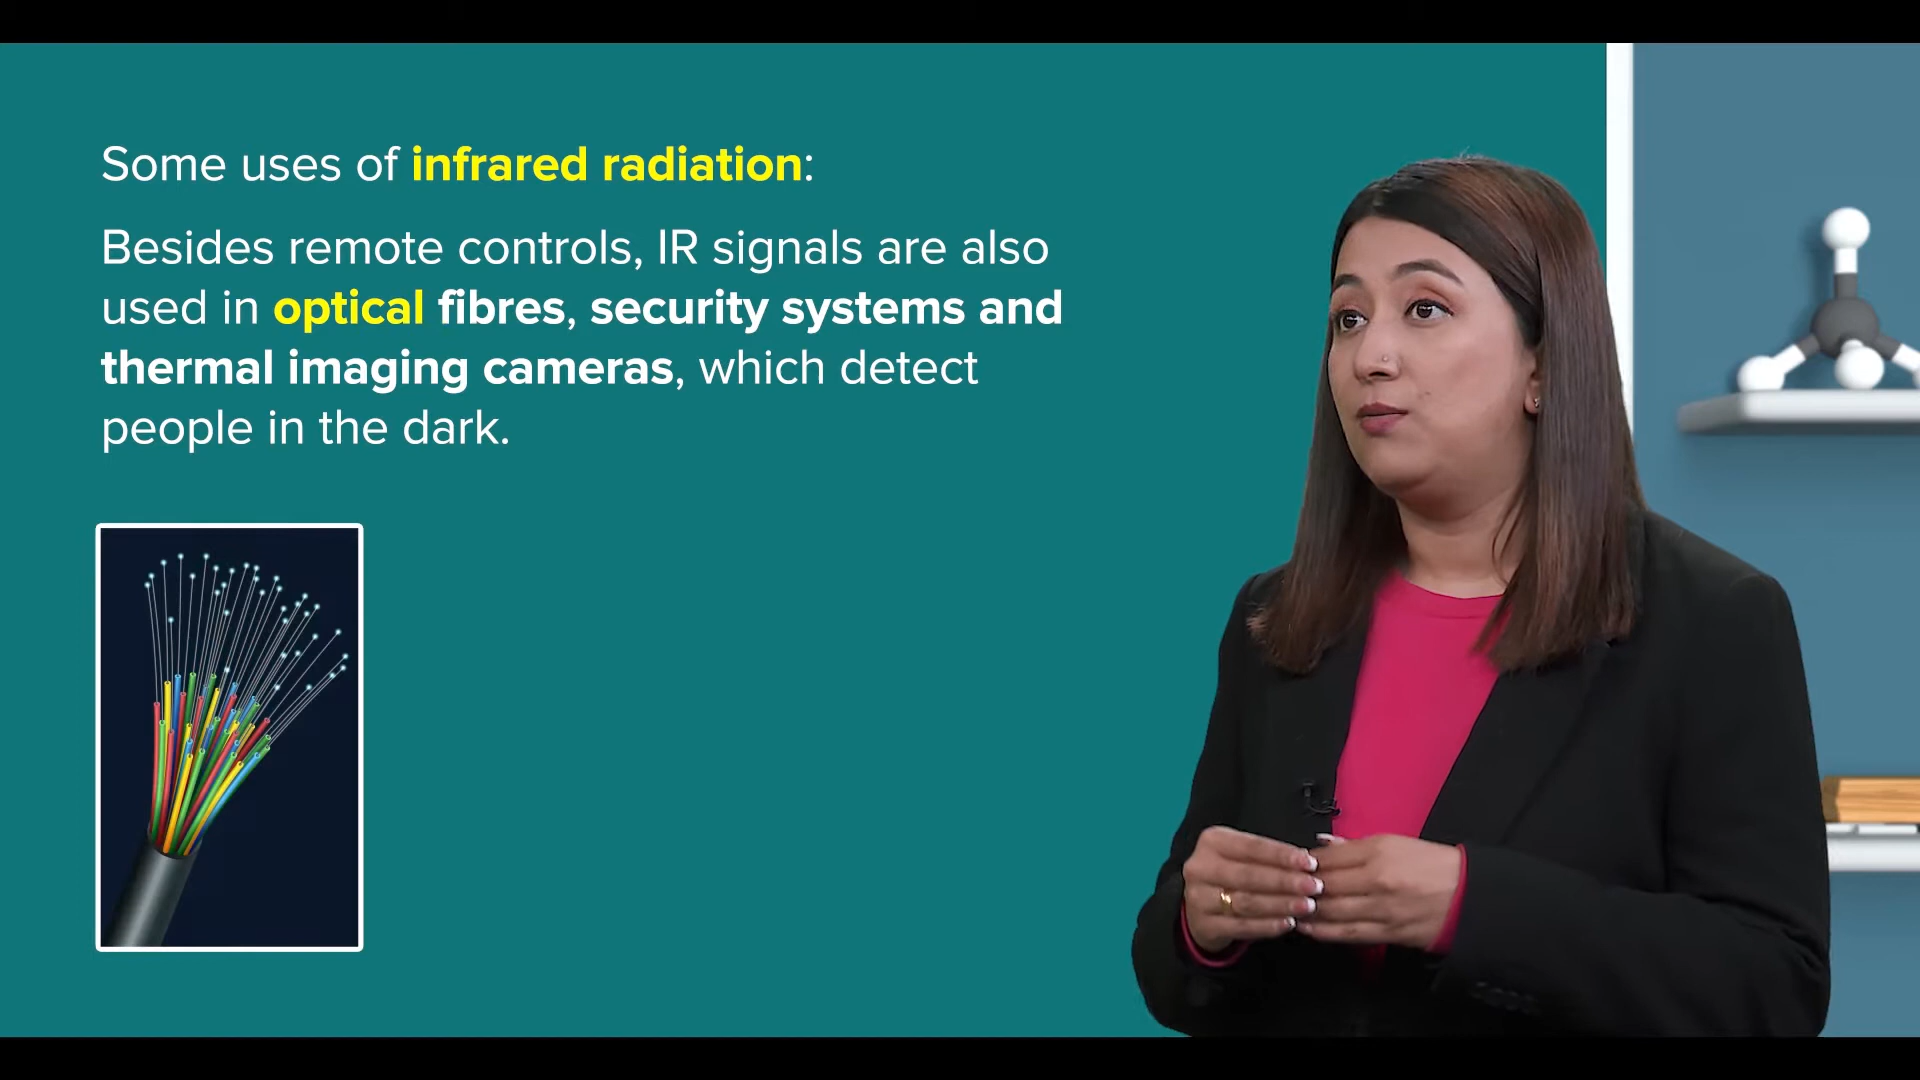 Some uses of infrared radiation:
Besides remote controls, IR signals are also
used in optical fibres, security systems and
thermal imaging cameras, which detect
people in the dark.